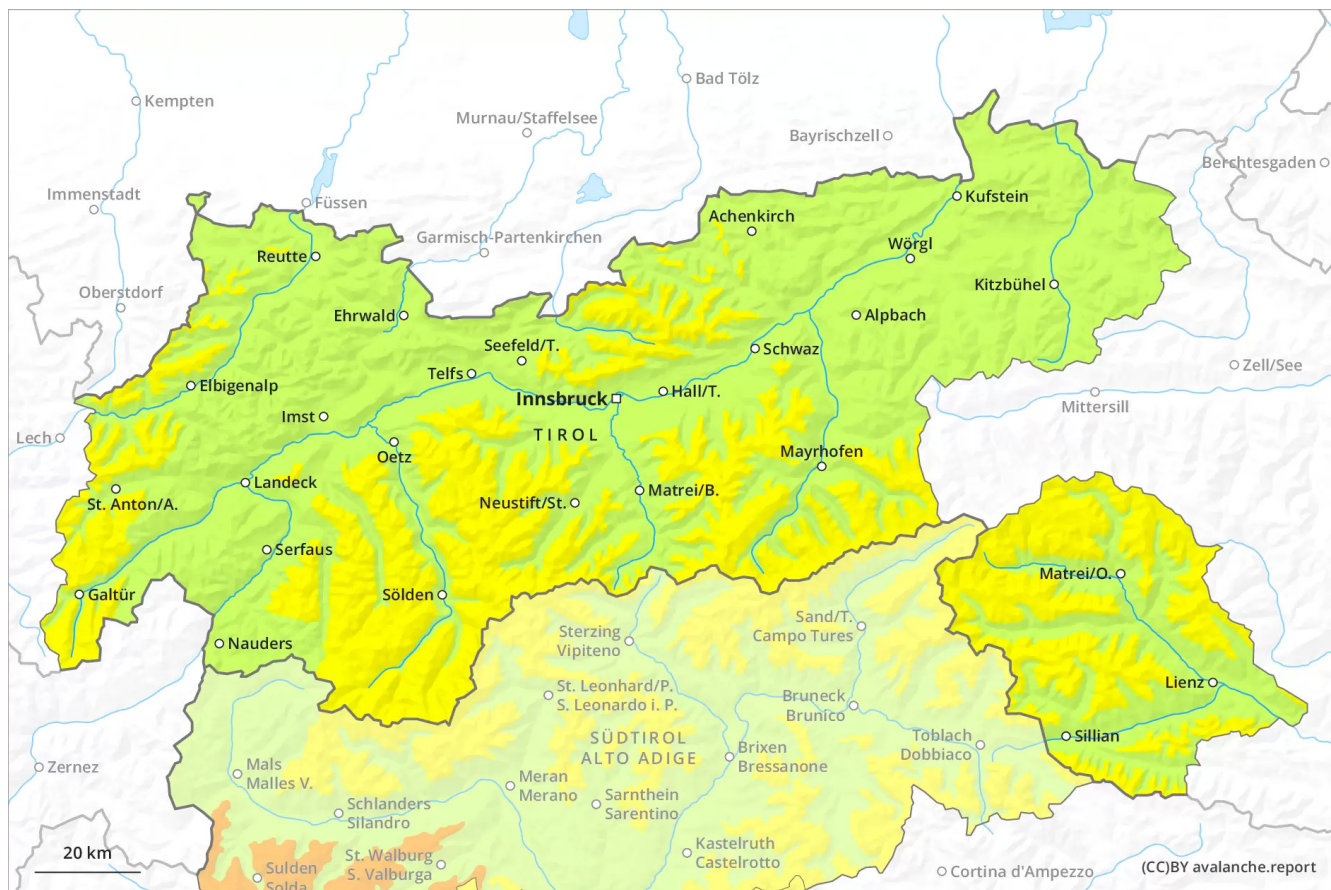 Kempten
Bad Tölz
Murnau/Staffelsee
Bayrischzell
Berchtesgaden
Immenstadt
Füssen
Kufstein
Achenkirch
Garmisch-Partenkirchen
Wörgl
Reutte
Oberstdorf
Kitzbühel
Ehrwald
Alpbach
Seefeld/T.
Schwaz
Zell/See
Telfs
Elbigenalp
Hall/T.
Innsbruck
Mittersill
Imst
TIROL
Lech
Oetz
Mayrhofen
Landeck
Matrei/B.
St. Anton/A.
Neustift/St.
Serfaus
Matrei/O.
Galtür
Sölden
Sand/T.
Campo Tures
Sterzing
Vipiteno
Nauders
Lienz
St. Leonhard/P.
S. Leonardo i. P.
Bruneck
Brunico
SÜDTIROL
ALTO ADIGE
Toblach
Dobbiaco
Sillian
Brixen
Bressanone
Zernez
Mals
Malles V.
Meran
Merano
Sarnthein
Sarentino
Schlanders
Silandro
Kastelruth
Castelrotto
20 km
St. Walburg
S. Valburga
Sulden
Solda
Cortina d'Ampezzo
(CC)BY avalanche.report